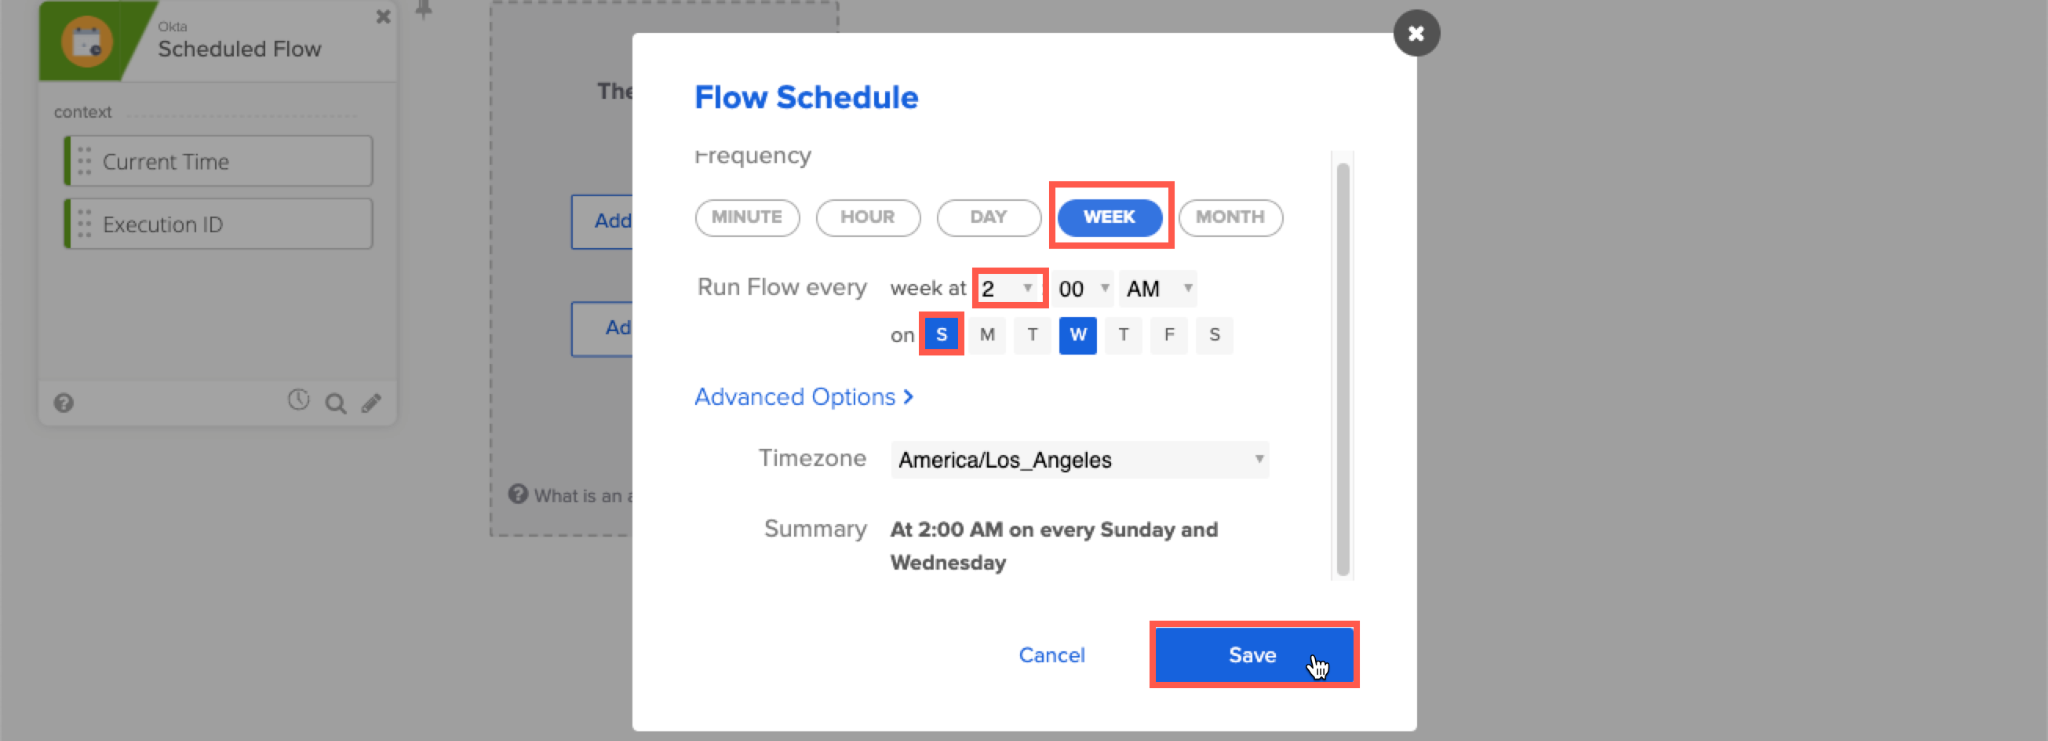 Okta
Scheduled Flow
context
Current Time
Execution ID
The
Add
Ad
What is an a
Flow Schedule
Frequency
MINUTE HOUR DAY WEEK MONTH
Run Flow every week at 2 : 00 AM
on S M T W T F S
Advanced Options >
Timezone America/Los_Angeles
Summary At 2:00 AM on every Sunday and
Wednesday
Cancel Save